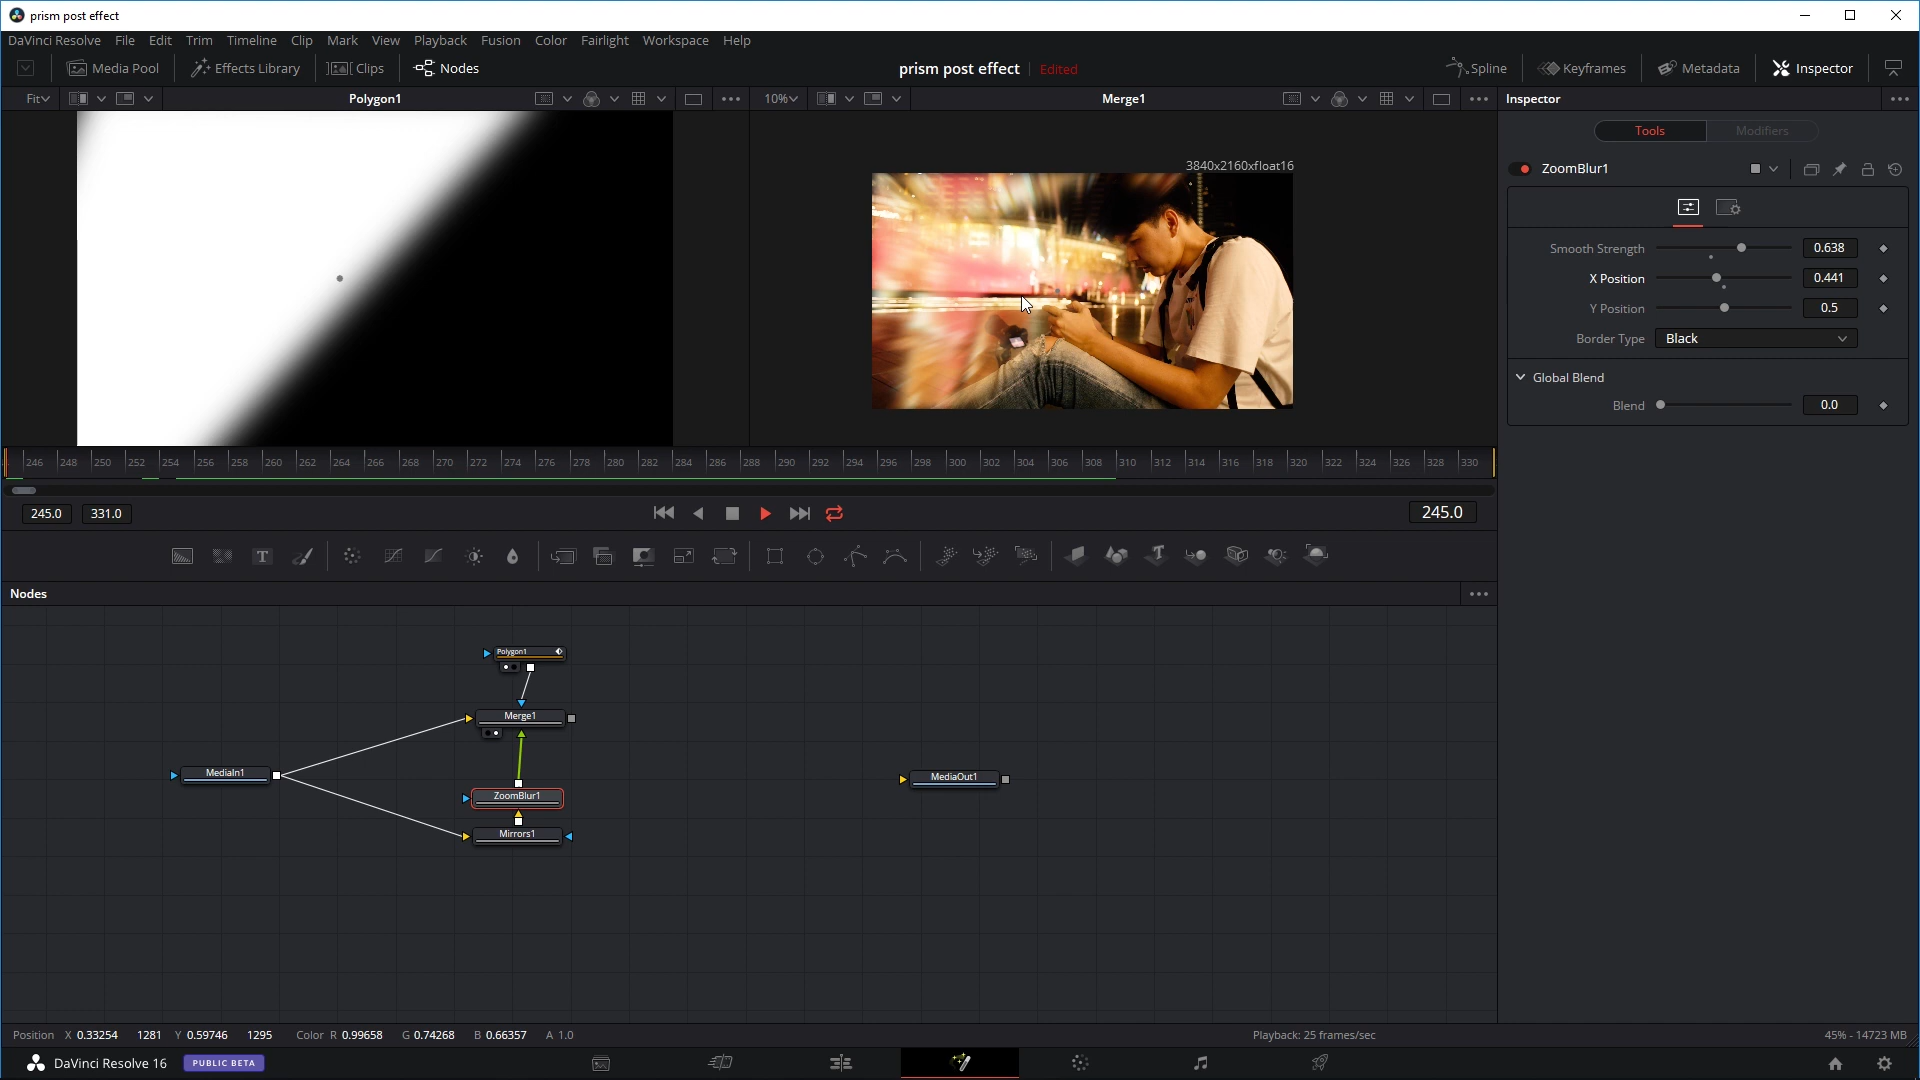 prism post effect
DaVinci Resolve File Edit Trim Timeline Clip Mark View Playback Fusion Color Fairlight Workspace Help
Media Pool Effects Library Clips Nodes prism post effect Edited Spline Keyframes Metadata Inspector
Fit Polygon1 10% Merge1 Inspector
Tools Modifiers
3840x2160xfloat16
ZoomBlur1
Smooth Strength 0.638
X Position 0.441
Y Position 0.5
Border Type Black
Global Blend
Blend 0.0
246 248 250 252 254 256 258 260 262 264 266 268 270 272 274 276 278 280 282 284 286 288 290 292 294 296 298 300 302 304 306 308 310 312 314 316 318 320 322 324 326 328 330
245.0 331.0 245.0
T T
Nodes
Polygon1
Merge1
MediaIn1
MediaOut1
ZoomBlur1
Mirrors1
Position X 0.33254 1281 Y 0.59746 1295 Color R 0.99658 G 0.74268 B 0.66357 A 1.0 Playback: 25 frames/sec 45% - 14723 MB
DaVinci Resolve 16 PUBLIC BETA